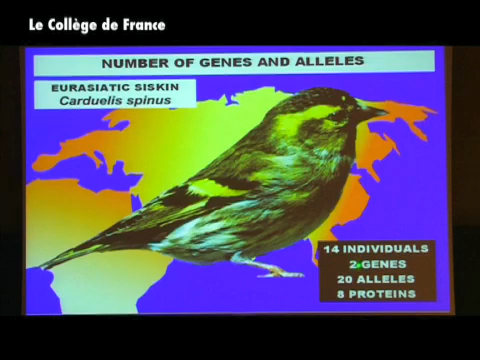 Le Collège de France
NUMBER OF GENES AND ALLELES
EURASIATIC SISKIN
Carduelis spinus
14 INDIVIDUALS
2 GENES
20 ALLELES
8 PROTEINS